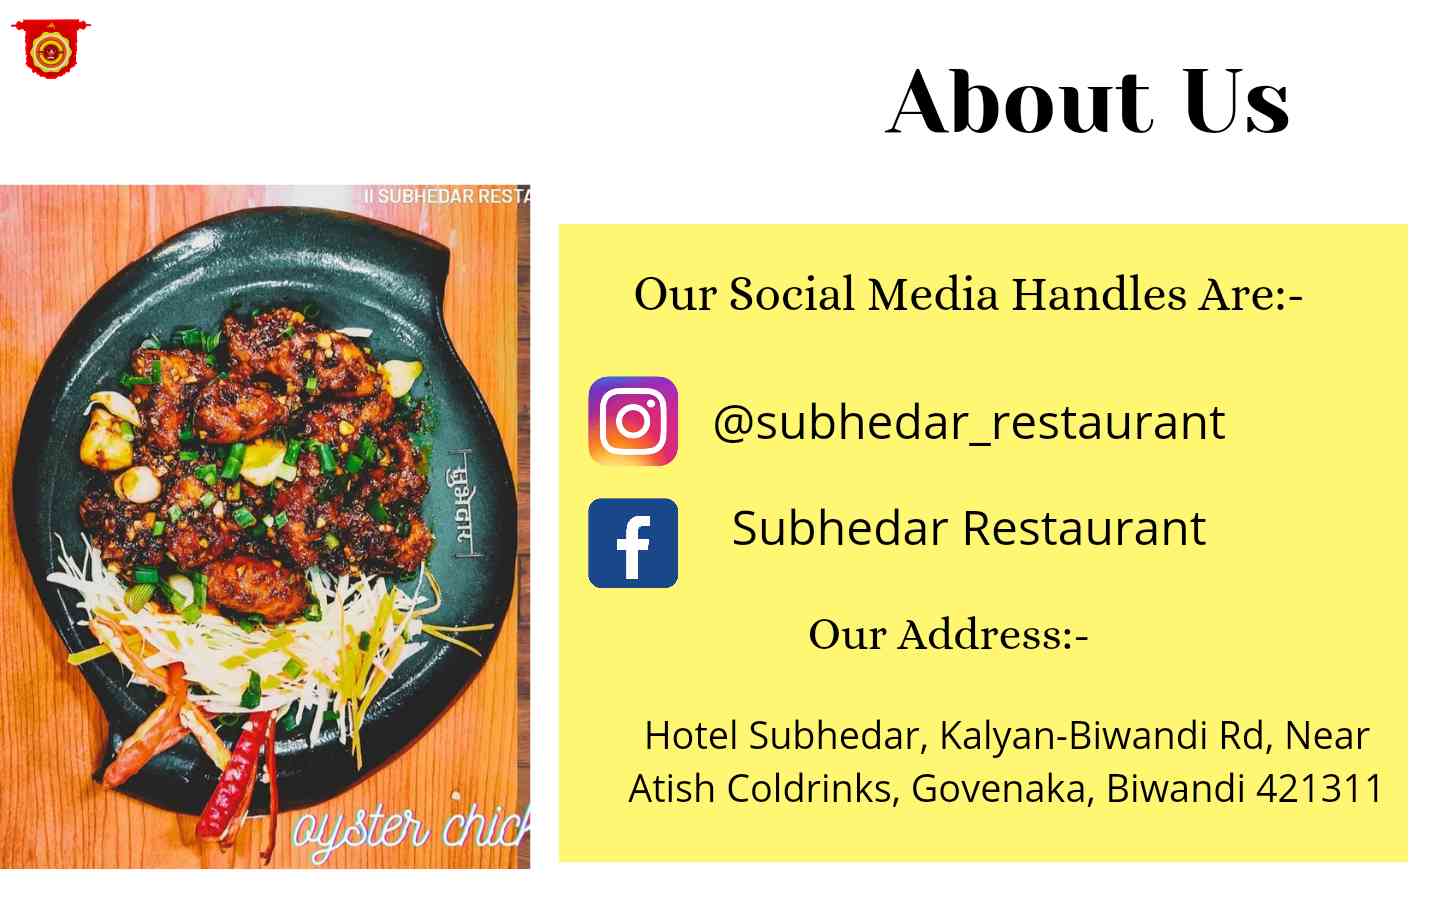 About Us
II SUBHEDAR RESTA
सुभेदार
oyster chick
Our Social Media Handles Are:-
@subhedar_restaurant
Subhedar Restaurant
Our Address:-
Hotel Subhedar, Kalyan-Biwandi Rd, Near
Atish Coldrinks, Govenaka, Biwandi 421311